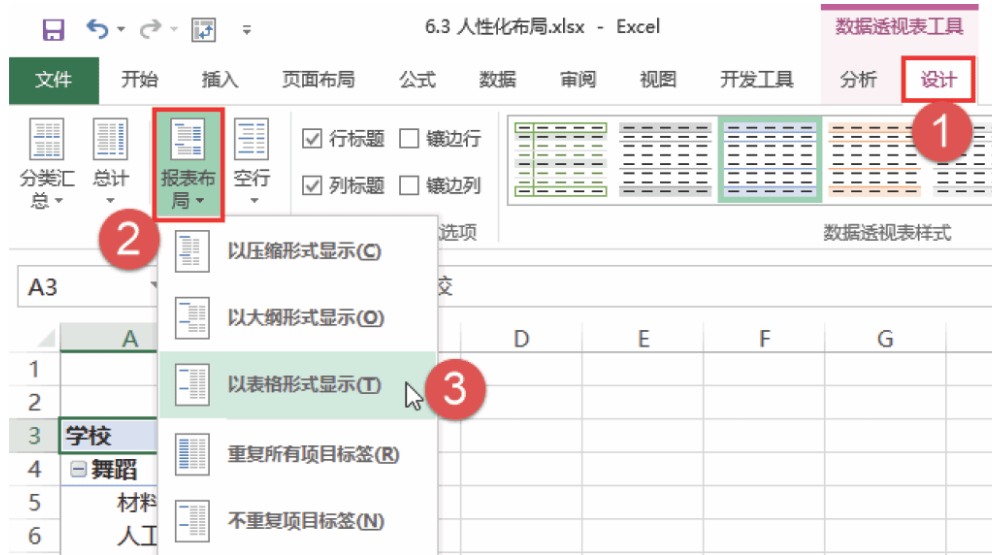 6.3 人性化布局.xlsx - Excel
数据透视表工具
文件 开始 插入 页面布局 公式 数据 审阅 视图 开发工具 分析 设计
1
分类汇总 总计 报表布局 空行
行标题 镶边行
列标题 镶边列
2
选项
数据透视表样式
以压缩形式显示(C)
以大纲形式显示(O)
以表格形式显示(T)
3
重复所有项目标签(R)
不重复项目标签(N)
A3
A D E F G
1
2
3 学校
4 舞蹈
5 材料
6 人工